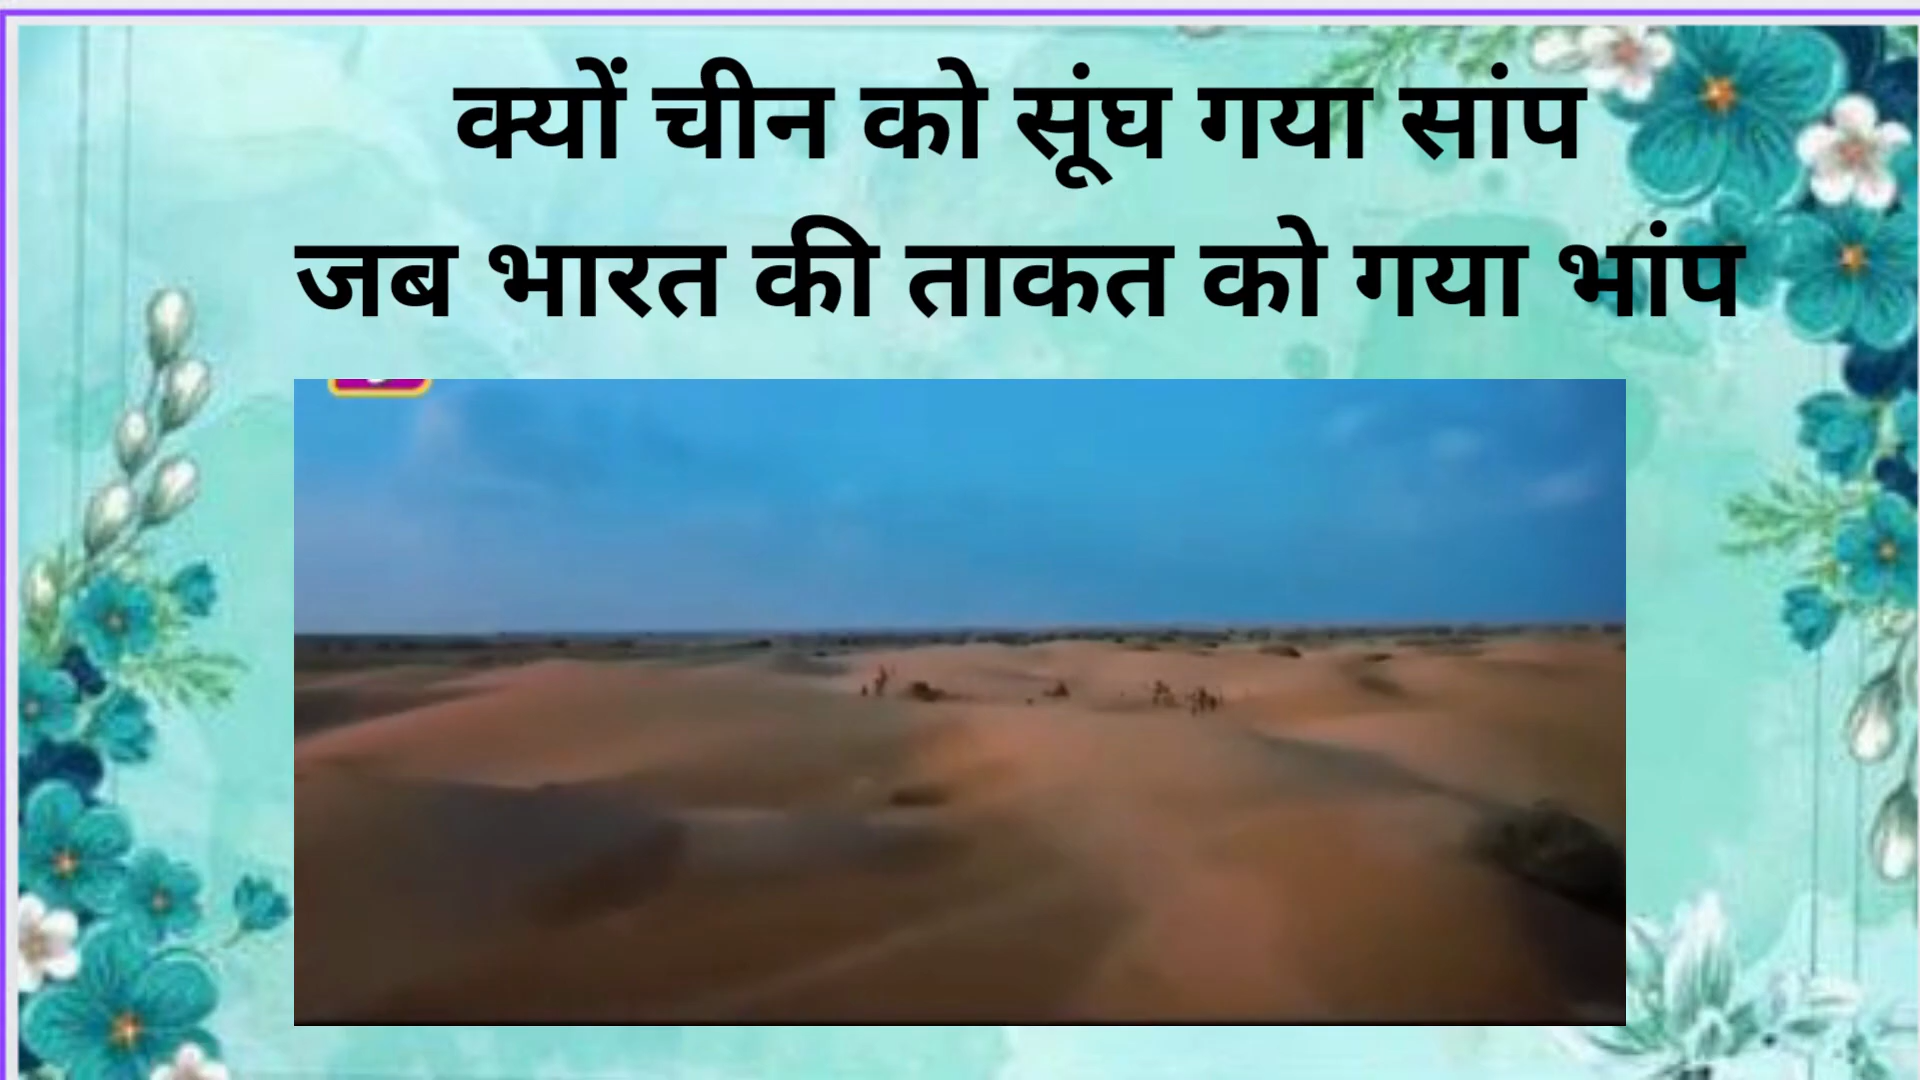 क्यों चीन को सूंघ गया सांप
जब भारत की ताकत को गया भांप